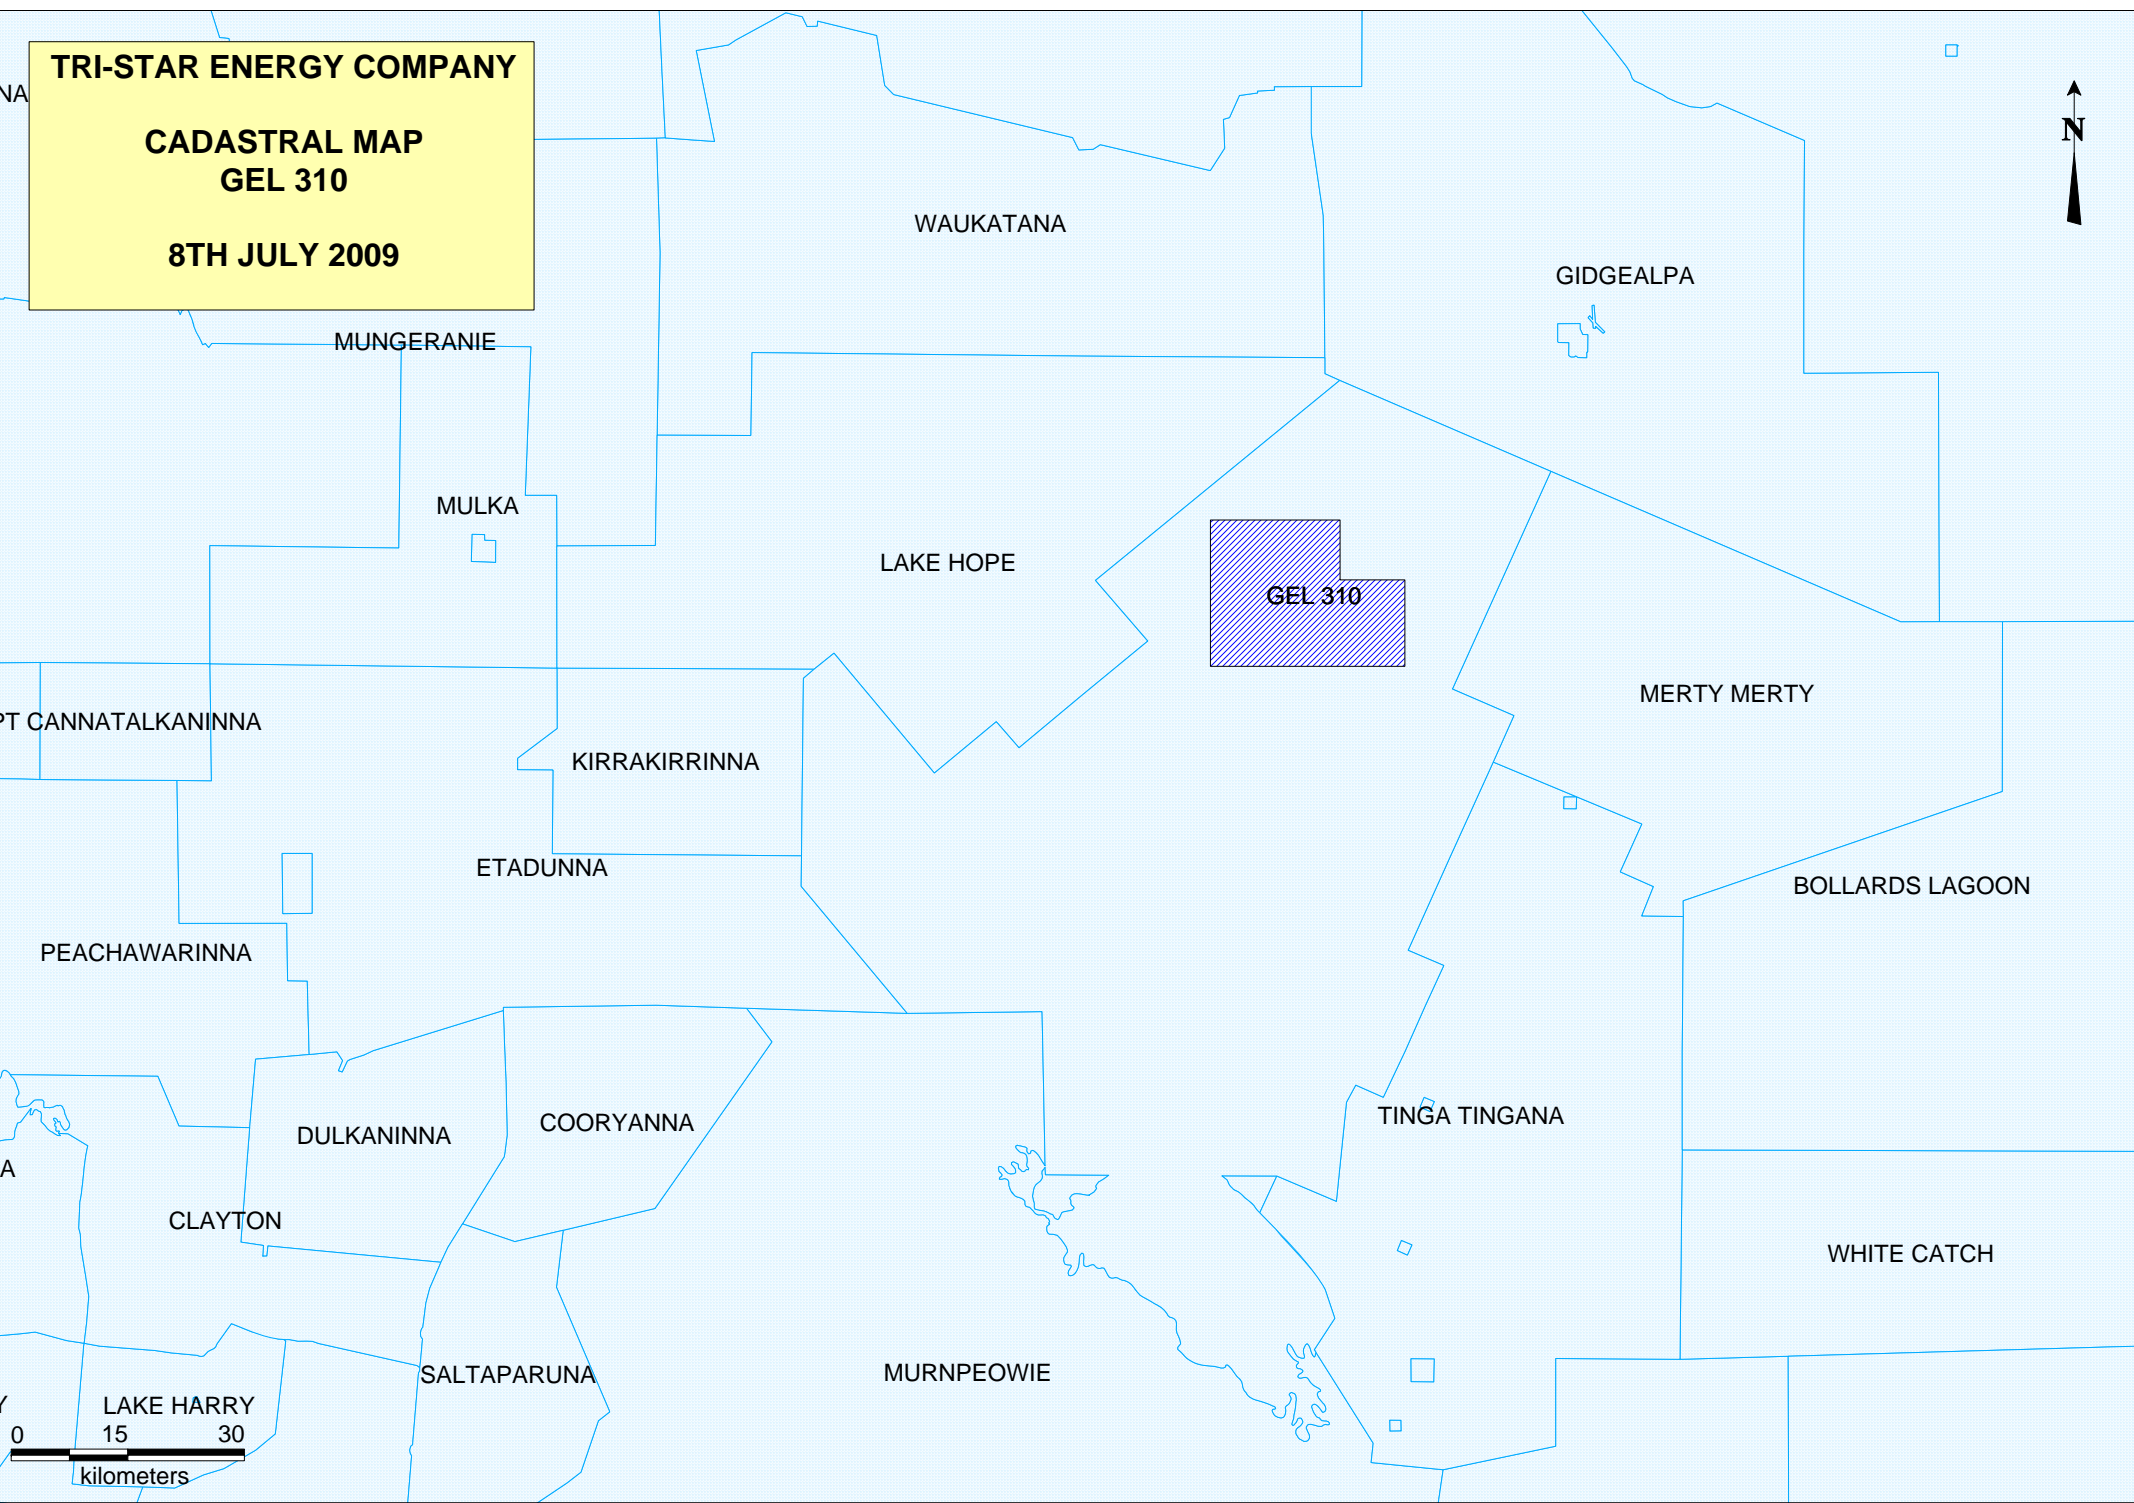 TRI-STAR ENERGY COMPANY
CADASTRAL MAP
GEL 310
8TH JULY 2009
NA
N
WAUKATANA
GIDGEALPA
MUNGERANIE
MULKA
LAKE HOPE
GEL 310
MERTY MERTY
PT CANNATALKANINNA
KIRRAKIRRINNA
ETADUNNA
BOLLARDS LAGOON
PEACHAWARINNA
TINGA TINGANA
COORYANNA
DULKANINNA
A
CLAYTON
WHITE CATCH
MURNPEOWIE
SALTAPARUNA
Y
LAKE HARRY
0 15 30
kilometers